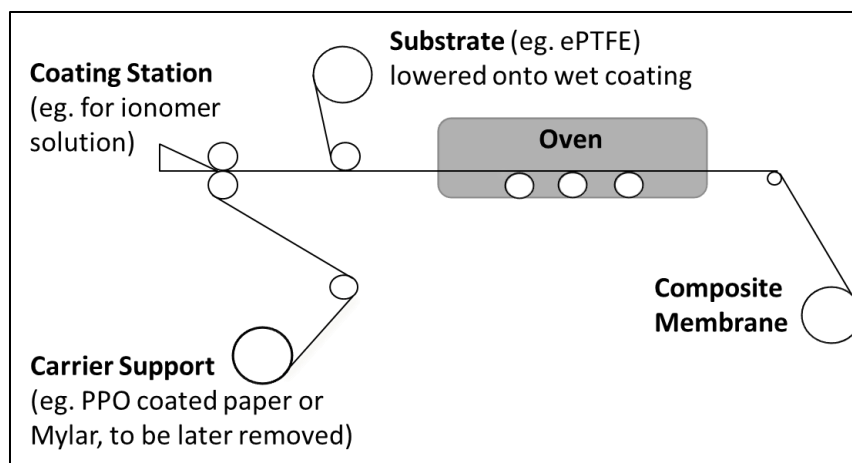 Coating Station
(eg. for ionomer
solution)
Substrate (eg. ePTFE)
lowered onto wet coating
Oven
Composite
Membrane
Carrier Support
(eg. PPO coated paper or
Mylar, to be later removed)